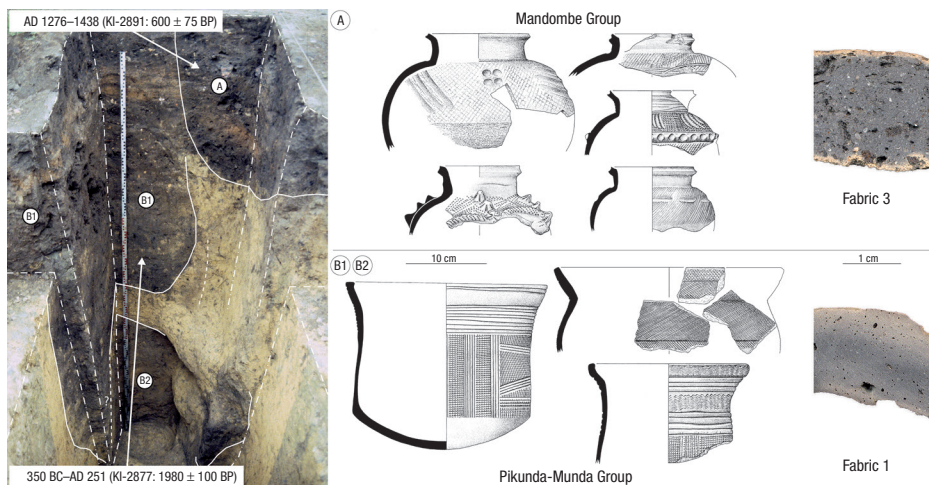 AD 1276–1438 (KI-2891: 600 ± 75 BP)
A
B1
B1
B2
350 BC–AD 251 (KI-2877: 1980 ± 100 BP)
A
Mandombe Group
Fabric 3
B1 B2
10 cm
1 cm
Pikunda-Munda Group
Fabric 1